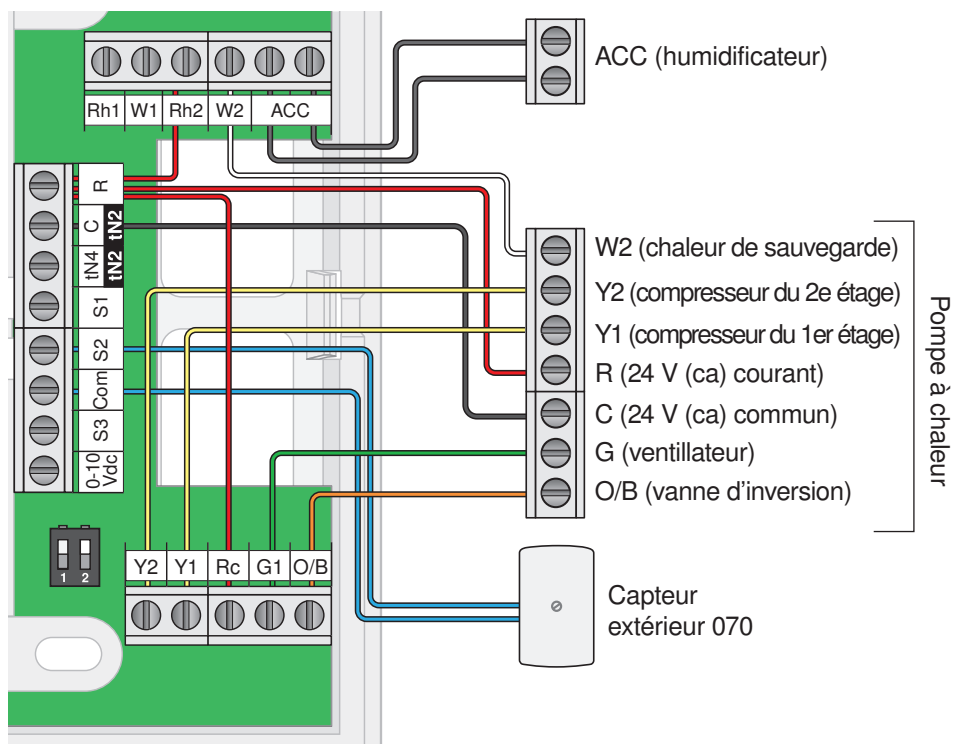 ACC (humidificateur)
Rh1 W1 Rh2 W2 ACC
R
C tN2
tN4 tN2
S1
S2
Com
S3
0-10 Vdc
W2 (chaleur de sauvegarde)
Y2 (compresseur du 2e étage)
Y1 (compresseur du 1er étage)
R (24 V (ca) courant)
C (24 V (ca) commun)
G (ventillateur)
O/B (vanne d’inversion)
Pompe à chaleur
1 2
Y2 Y1 Rc G1 O/B
Capteur
extérieur 070